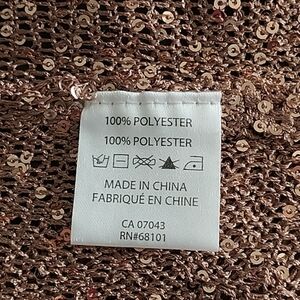 100% POLYESTER
100% POLYESTER
MADE IN CHINA
FABRIQUÉ EN CHINE
CA 07043
RN#68101